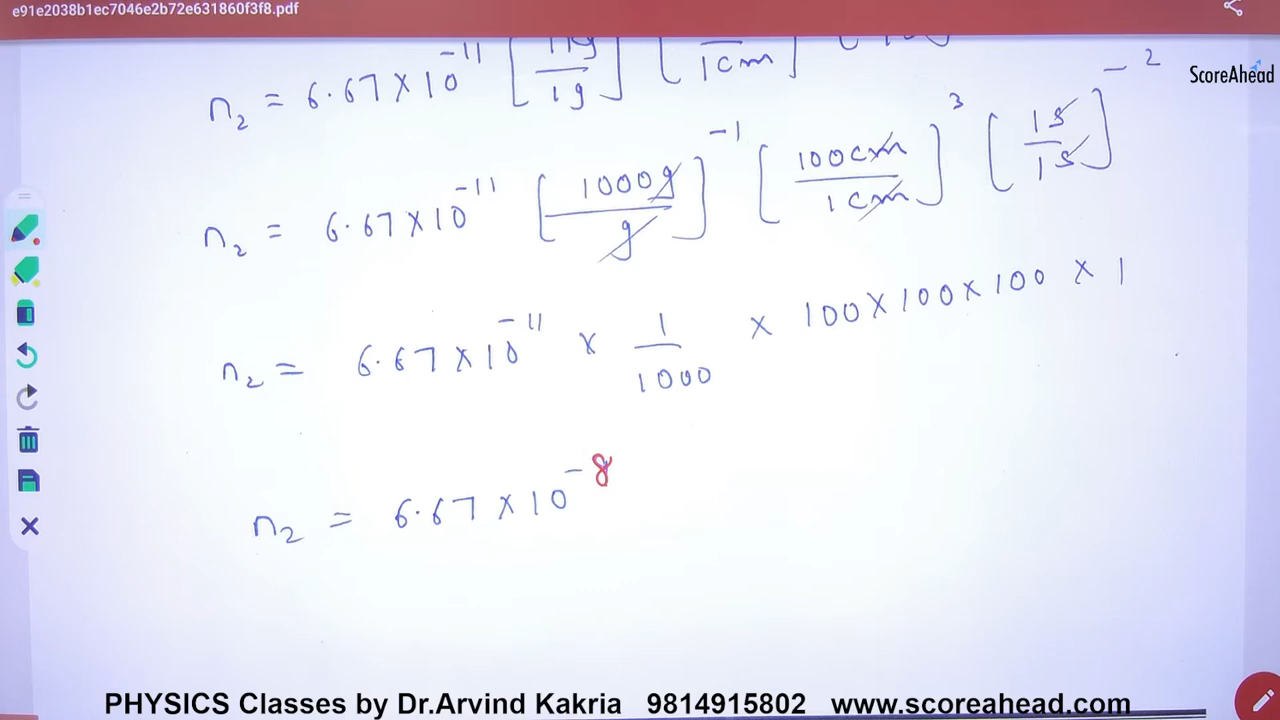 e91e2038b1ec7046e2b72e631860f3f8.pdf
ScoreAhead
n₂ = 6.67 × 10⁻¹¹ [ / 1g] [ / 1cm]
n₂ = 6.67 × 10⁻¹¹ [1000g / g]⁻¹ [100cm / 1cm]³ [1s / 1s]⁻²
n₂ = 6.67 × 10⁻¹¹ × 1/1000 × 100 × 100 × 100 × 1
n₂ = 6.67 × 10⁻⁸
PHYSICS Classes by Dr.Arvind Kakria 9814915802 www.scoreahead.com